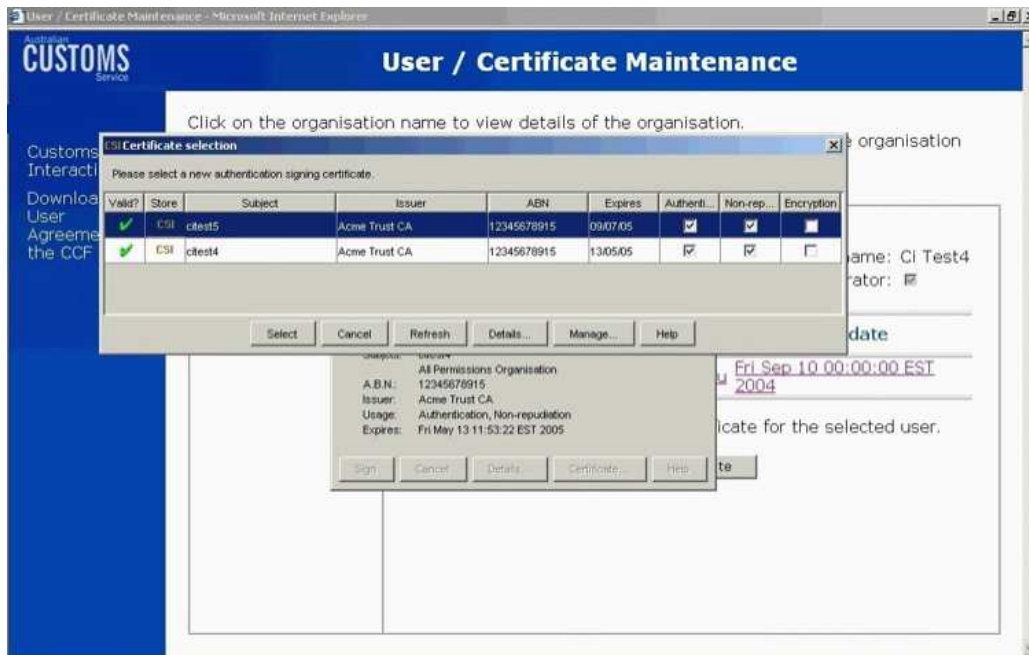 User / Certificate Maintenance - Microsoft Internet Explorer
Australian
CUSTOMS
Service
User / Certificate Maintenance
Click on the organisation name to view details of the organisation.
organisation
Customs
Interacti
Downloa
User
Agreeme
the CCF
CSI Certificate selection
Please select a new authentication signing certificate.
Valid? Store Subject Issuer ABN Expires Authenti... Non-rep... Encryption
CSI citest5 Acme Trust CA 12345678915 09/07/05
CSI citest4 Acme Trust CA 12345678915 13/05/05
Select Cancel Refresh Details... Manage... Help
ame: Ci Test4
rator:
date
Subject: citest4
All Permissions Organisation
A.B.N.: 12345678915
Issuer: Acme Trust CA
Usage: Authentication, Non-repudiation
Expires: Fri May 13 11:53:22 EST 2005
Sign Cancel Details... Certificate... Help
u Fri Sep 10 00:00:00 EST
2004
icate for the selected user.
te